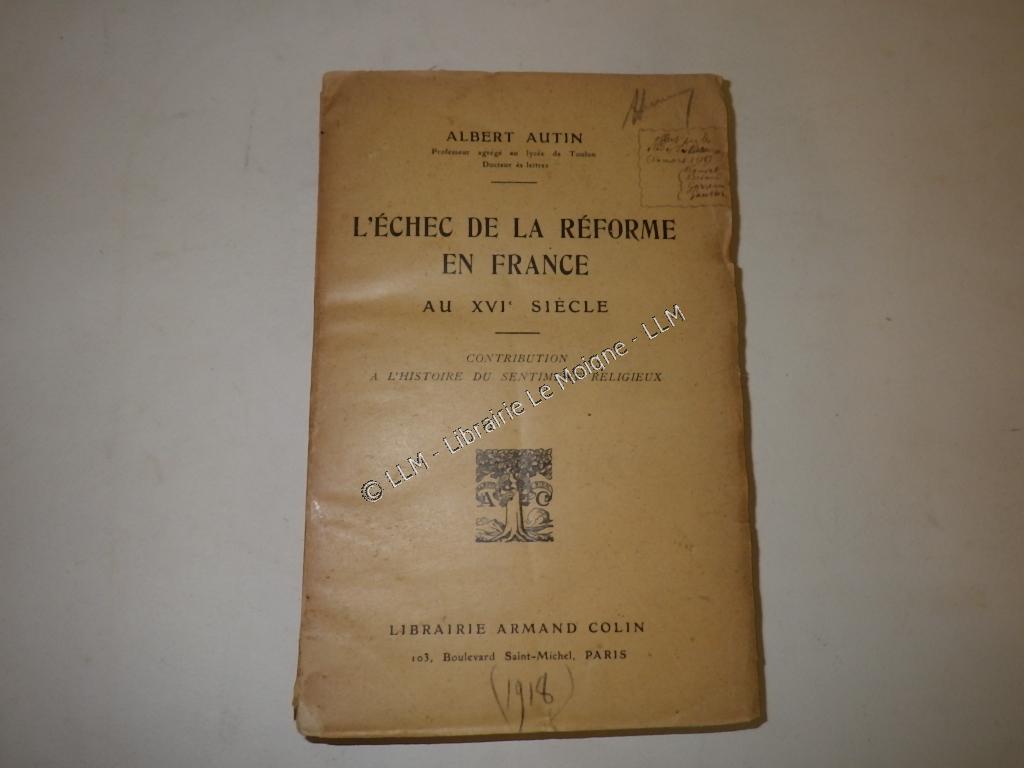 ALBERT AUTIN
Professeur agrégé au lycée de Toulon
Docteur ès lettres
L'ÉCHEC DE LA RÉFORME
EN FRANCE
AU XVIe SIÈCLE
CONTRIBUTION
A L'HISTOIRE DU SENTIMENT RELIGIEUX
© LLM - Librairie Le Moigne - LLM
A C
LIBRAIRIE ARMAND COLIN
103, Boulevard Saint-Michel, PARIS
(1918)